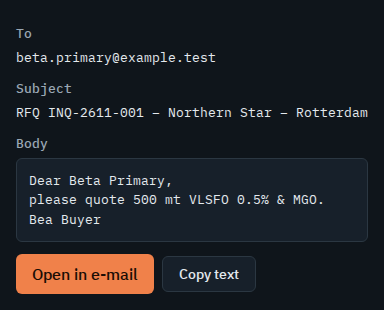 To
beta.primary@example.test
Subject
RFQ INQ-2611-001 – Northern Star – Rotterdam
Body
Dear Beta Primary,
please quote 500 mt VLSFO 0.5% & MGO.
Bea Buyer
Open in e-mail
Copy text